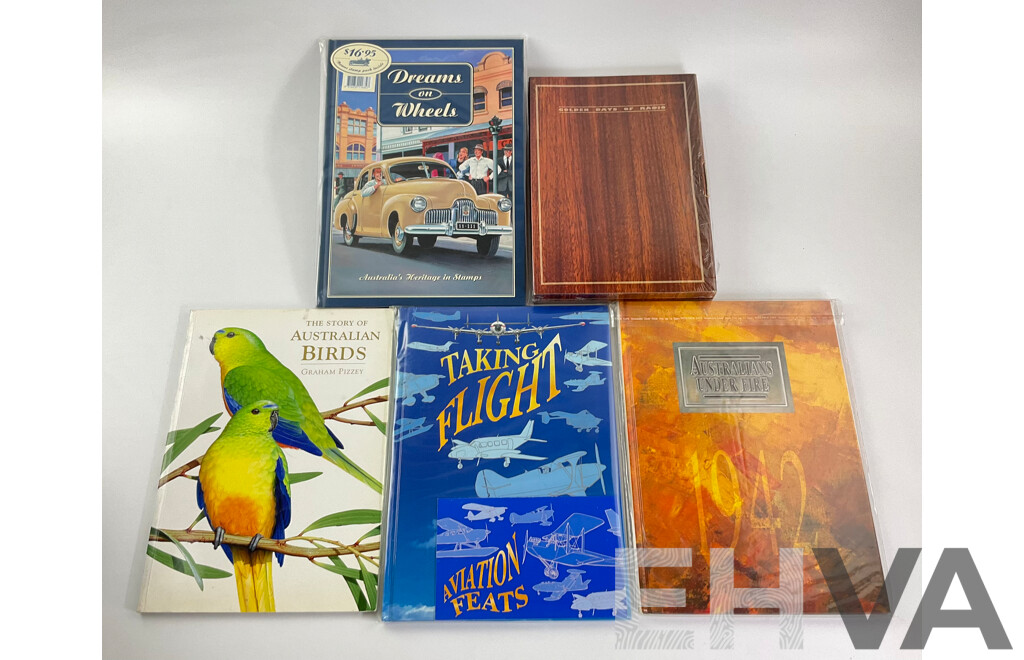 $16.95
Dreams
on
Wheels
Australia's Heritage in Stamps
GOLDEN DAYS OF RADIO
THE STORY OF
AUSTRALIAN
BIRDS
GRAHAM PIZZEY
TAKING
FLIGHT
AVIATION
FEATS
AUSTRALIANS
UNDER FIRE
1942
EHVA